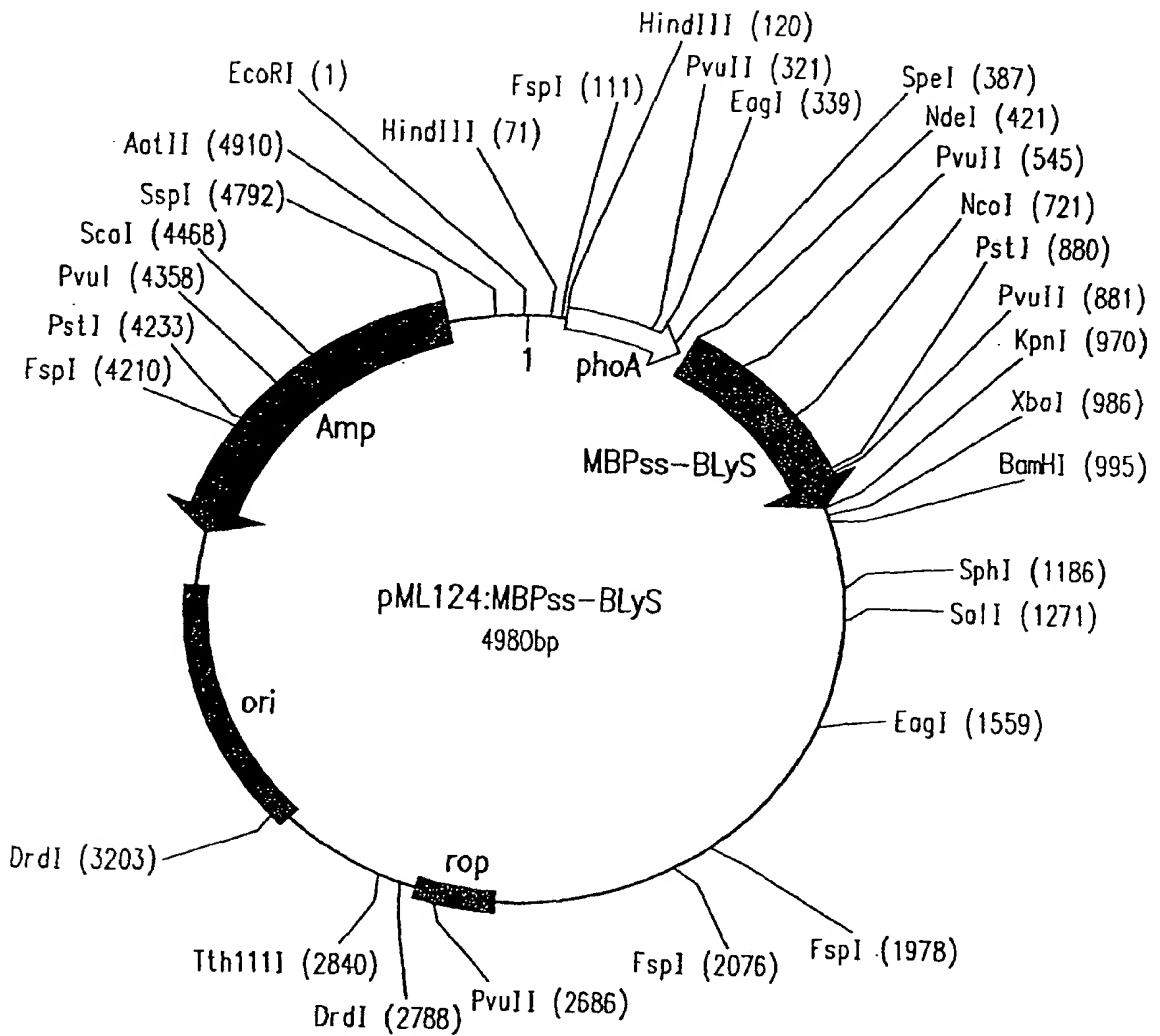 HindIII (120)
PvuII (321)
EagI (339)
FspI (111)
EcoRI (1)
HindIII (71)
AatII (4910)
SspI (4792)
ScaI (4468)
PvuI (4358)
PstI (4233)
FspI (4210)
SpeI (387)
NdeI (421)
PvuII (545)
NcoI (721)
PstI (880)
PvuII (881)
KpnI (970)
XbaI (986)
BamHI (995)
1
phoA
Amp
MBPss-BLyS
SphI (1186)
SalI (1271)
pML124:MBPss-BLyS
4980bp
ori
EagI (1559)
DrdI (3203)
rop
Tth111I (2840)
DrdI (2788)
PvuII (2686)
FspI (2076)
FspI (1978)